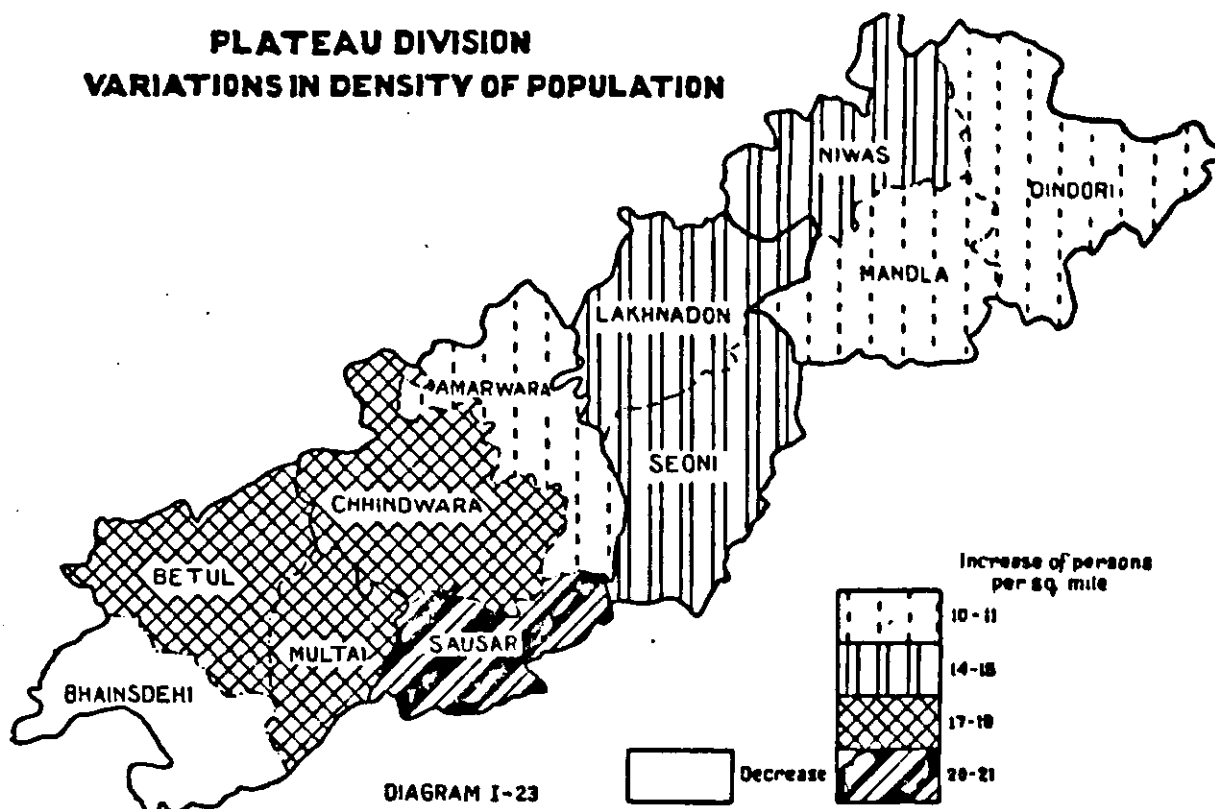 PLATEAU DIVISION
VARIATIONS IN DENSITY OF POPULATION
NIWAS
DINDORI
MANDLA
LAKHNADON
AMARWARA
SEONI
CHHINDWARA
BETUL
MULTAI
SAUSAR
BHAINSDEHI
Increase of persons
per sq. mile
10-11
14-15
17-19
20-21
Decrease
DIAGRAM I-23